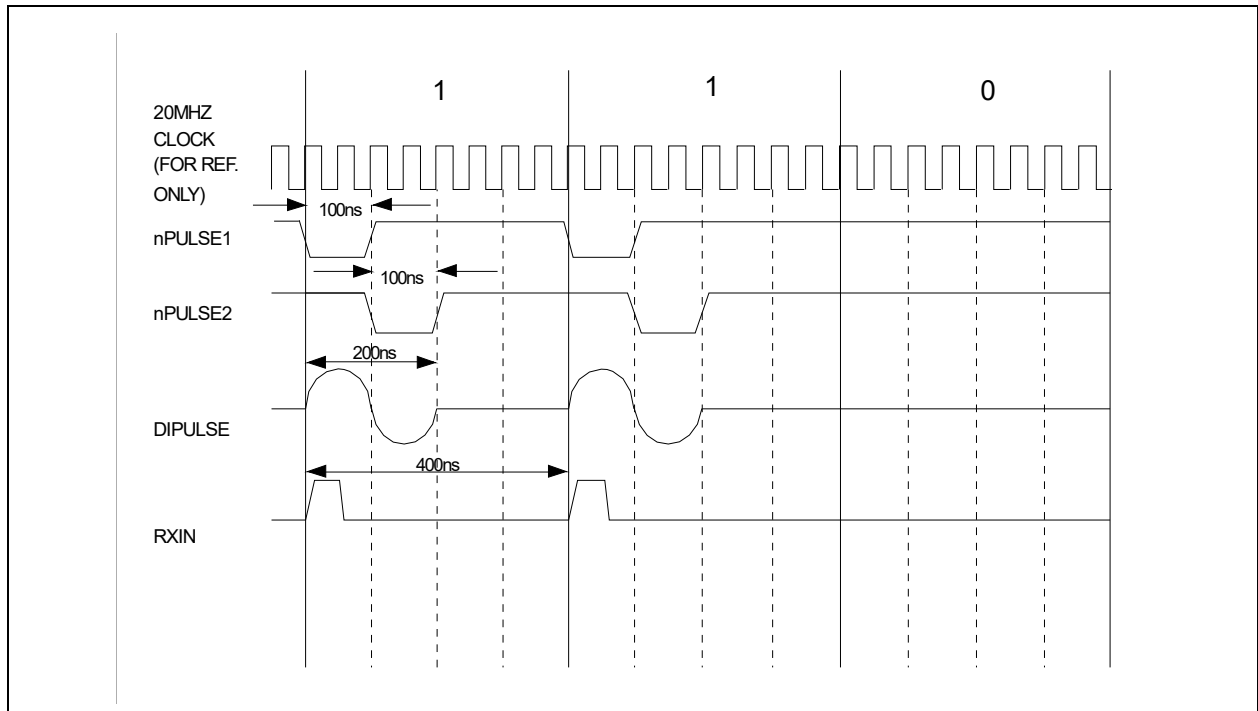 1 1 0
20MHZ
CLOCK
(FOR REF.
ONLY)
100ns
nPULSE1
100ns
nPULSE2
200ns
DIPULSE
400ns
RXIN